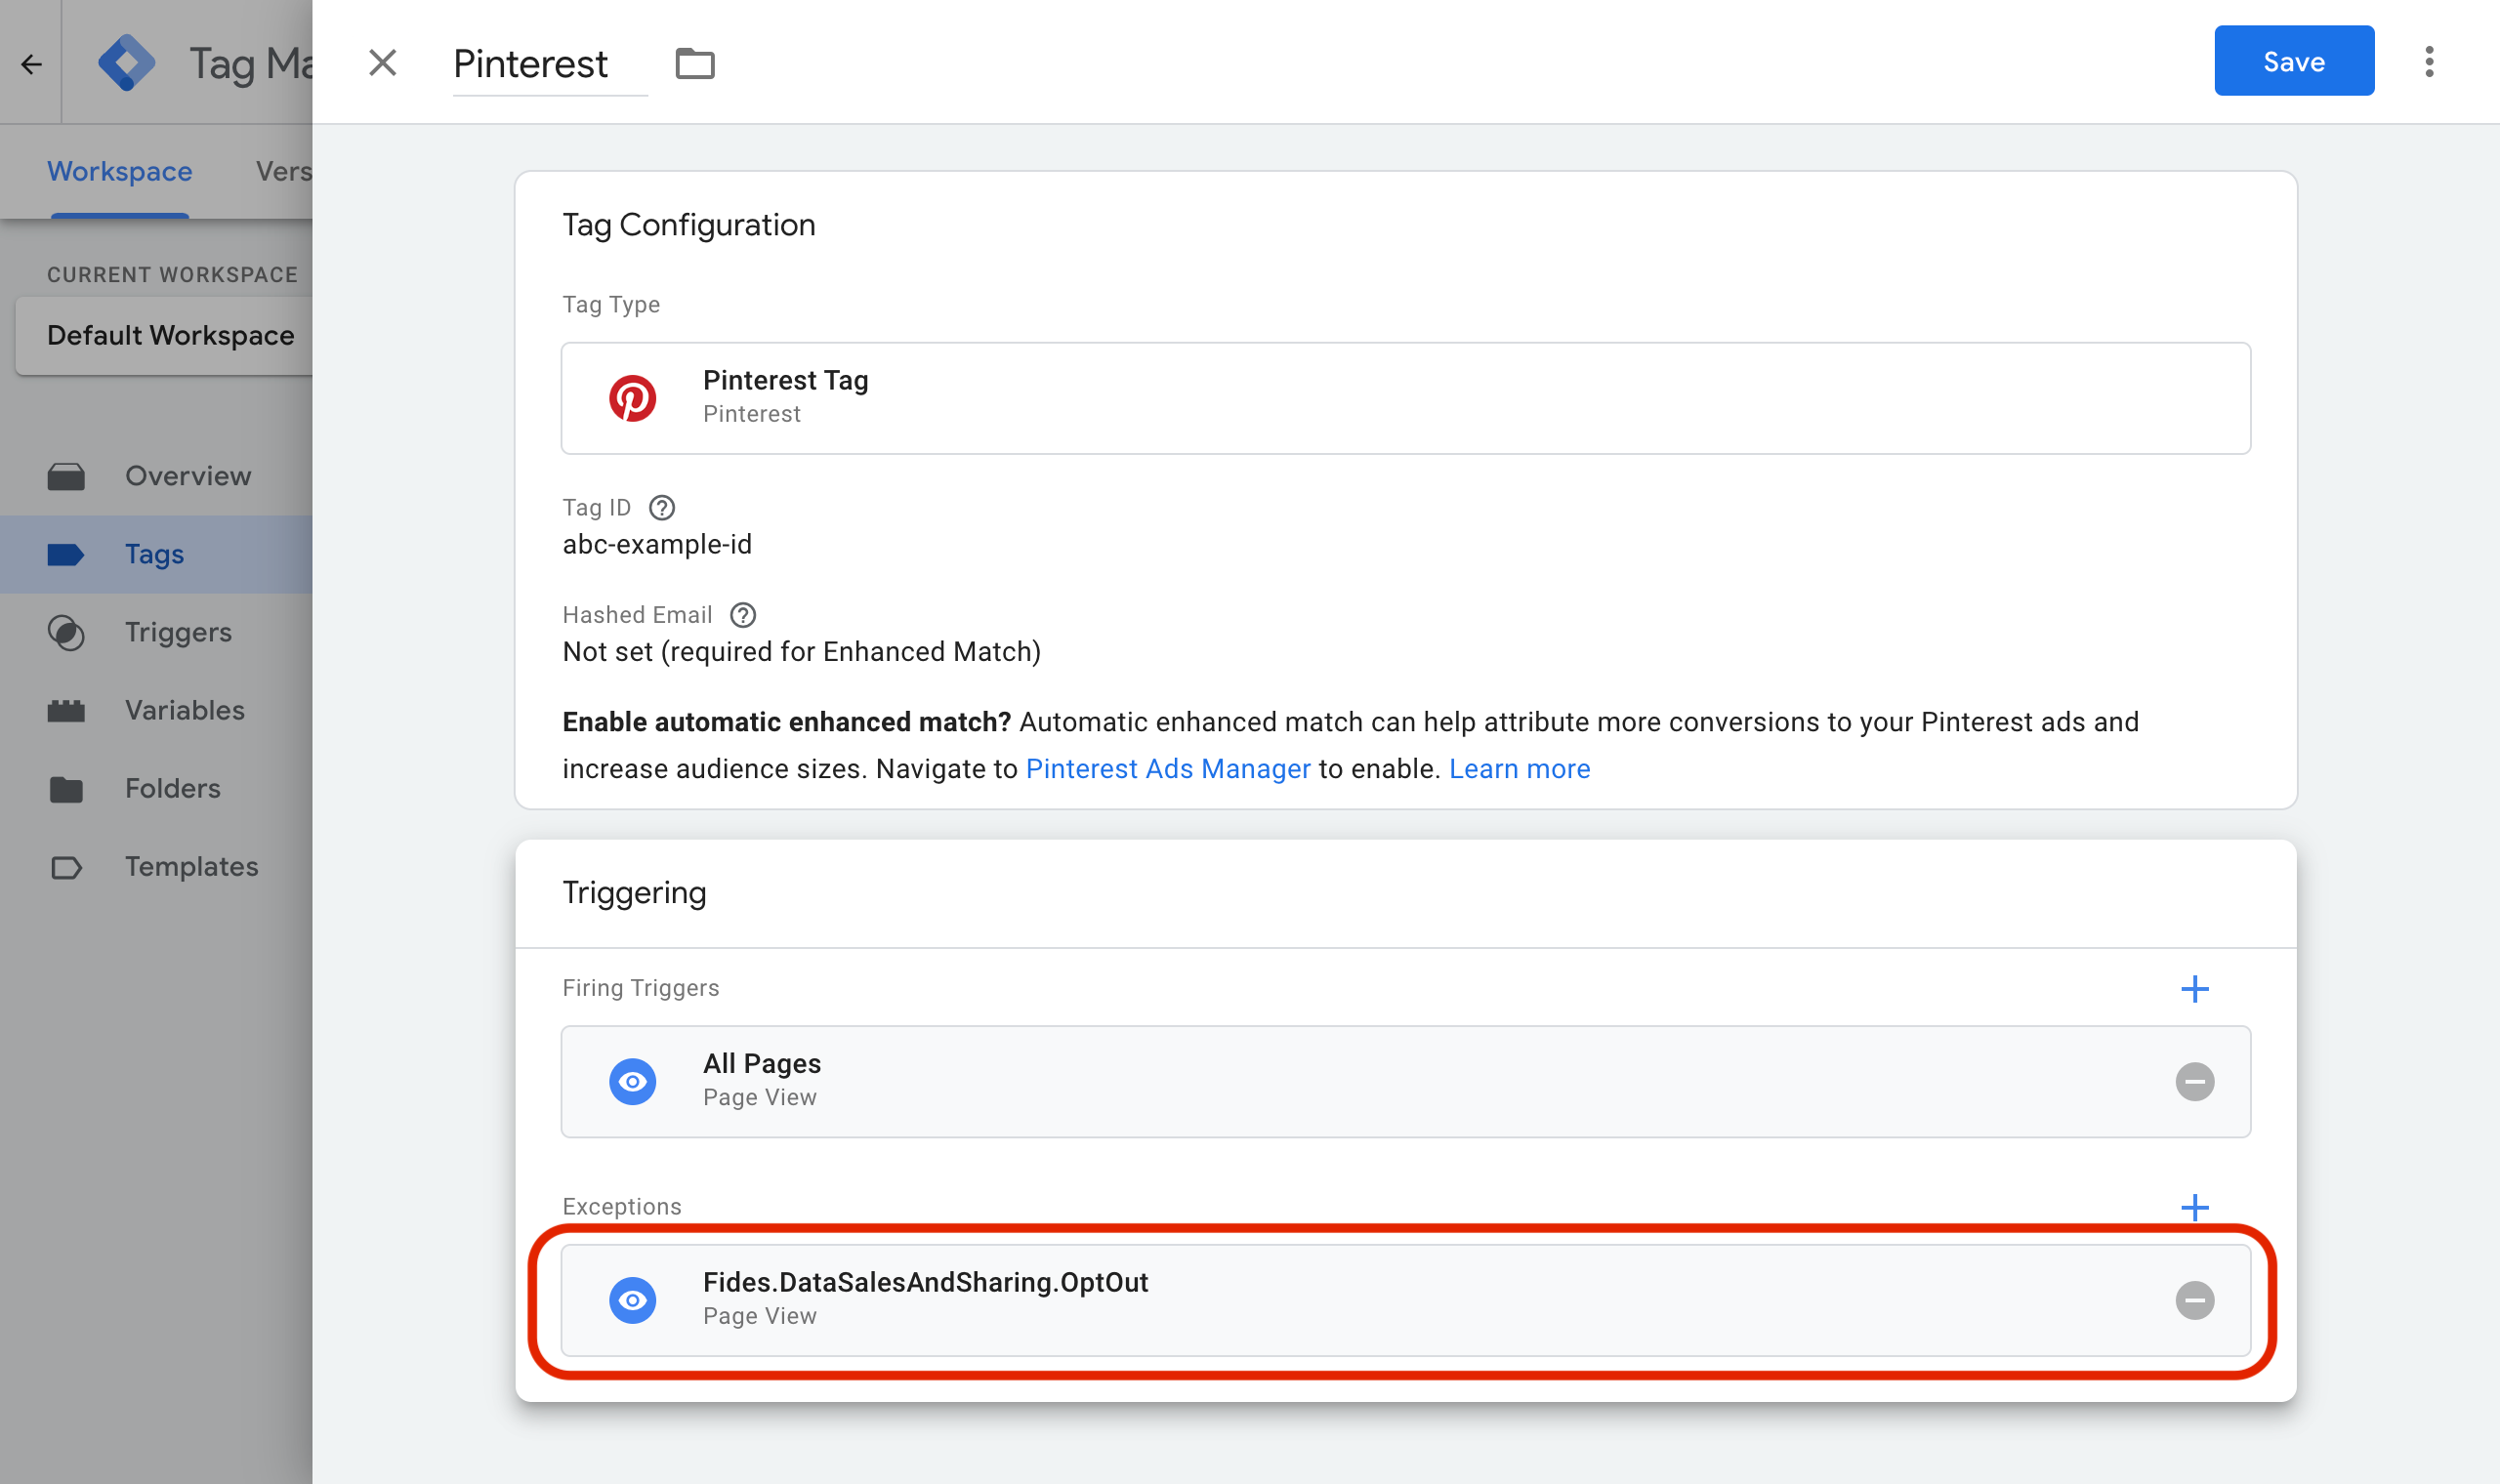 Tag Ma
Pinterest
Save
Workspace
Vers
CURRENT WORKSPACE
Default Workspace
Overview
Tags
Triggers
Variables
Folders
Templates
Tag Configuration
Tag Type
Pinterest Tag
Pinterest
Tag ID
abc-example-id
Hashed Email
Not set (required for Enhanced Match)
Enable automatic enhanced match? Automatic enhanced match can help attribute more conversions to your Pinterest ads and
increase audience sizes. Navigate to Pinterest Ads Manager to enable. Learn more
Triggering
Firing Triggers
All Pages
Page View
Exceptions
Fides.DataSalesAndSharing.OptOut
Page View